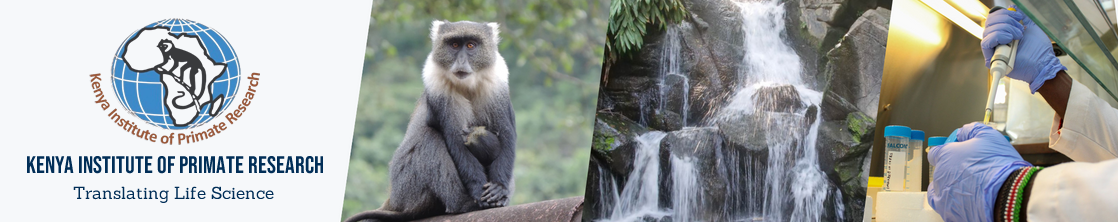 Kenya Institute of Primate Research
KENYA INSTITUTE OF PRIMATE RESEARCH
Translating Life Science
FALCON